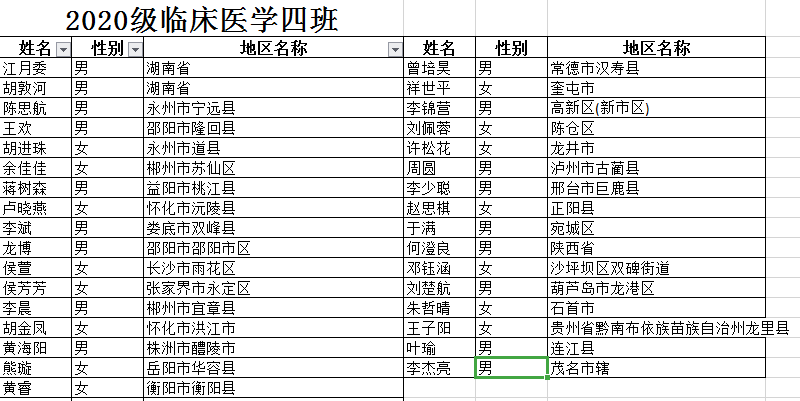 2020级临床医学四班
姓名 性别 地区名称 姓名 性别 地区名称
江月委 男 湖南省 曾培昊 男 常德市汉寿县
胡敦河 男 湖南省 祥世平 女 奎屯市
陈思航 男 永州市宁远县 李锦营 男 高新区(新市区)
王欢 男 邵阳市隆回县 刘佩蓉 女 陈仓区
胡进珠 女 永州市道县 许松花 女 龙井市
余佳佳 女 郴州市苏仙区 周圆 男 泸州市古蔺县
蒋树森 男 益阳市桃江县 李少聪 男 邢台市巨鹿县
卢晓燕 女 怀化市沅陵县 赵思棋 女 正阳县
李斌 男 娄底市双峰县 于满 男 宛城区
龙博 男 邵阳市邵阳市区 何澄良 男 陕西省
侯萱 女 长沙市雨花区 邓钰涵 女 沙坪坝区双碑街道
侯芳芳 女 张家界市永定区 刘楚航 男 葫芦岛市龙港区
李晨 男 郴州市宜章县 朱哲晴 女 石首市
胡金凤 女 怀化市洪江市 王子阳 女 贵州省黔南布依族苗族自治州龙里县
黄海阳 男 株洲市醴陵市 叶瑜 男 连江县
熊璇 女 岳阳市华容县 李杰亮 男 茂名市辖
黄睿 女 衡阳市衡阳县